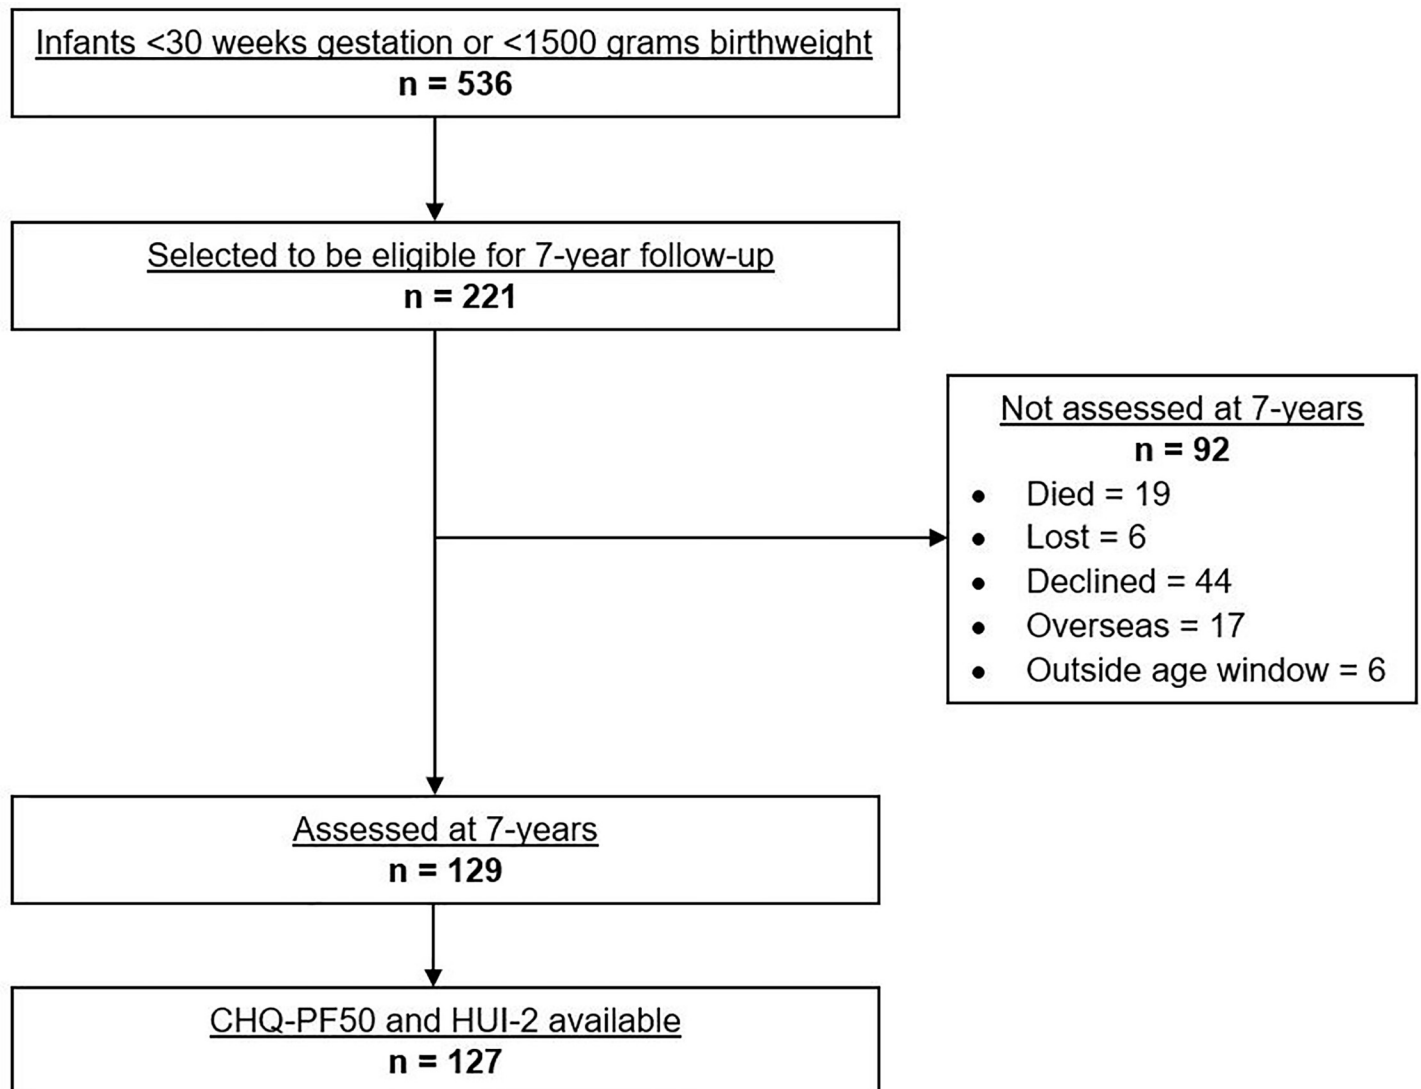 Infants <30 weeks gestation or <1500 grams birthweight
n = 536
Selected to be eligible for 7-year follow-up
n = 221
Not assessed at 7-years
n = 92
• Died = 19
• Lost = 6
• Declined = 44
• Overseas = 17
• Outside age window = 6
Assessed at 7-years
n = 129
CHQ-PF50 and HUI-2 available
n = 127